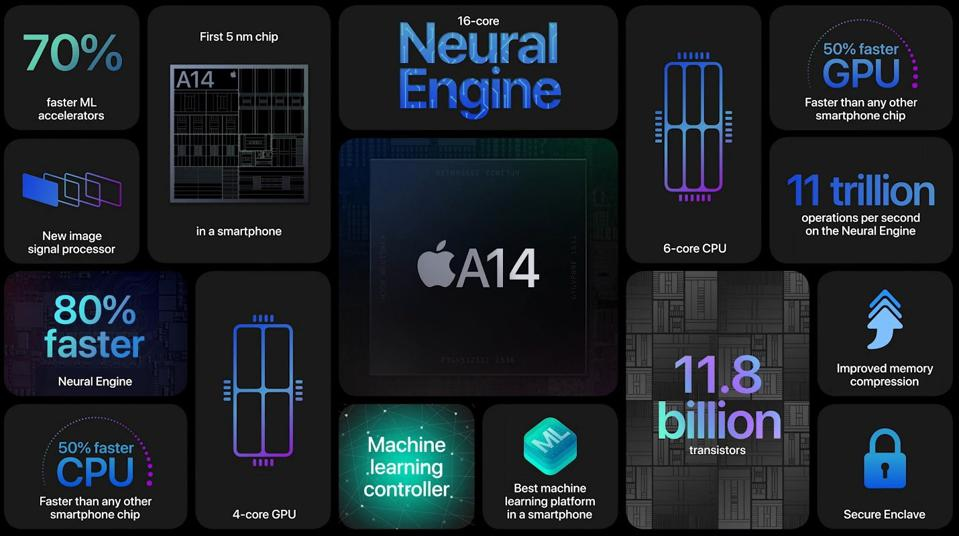 70%
faster ML
accelerators
First 5 nm chip
A14
in a smartphone
16-core
Neural
Engine
6-core CPU
50% faster
GPU
Faster than any other
smartphone chip
New image
signal processor
A14
11 trillion
operations per second
on the Neural Engine
80%
faster
Neural Engine
4-core GPU
11.8
billion
transistors
Improved memory
compression
50% faster
CPU
Faster than any other
smartphone chip
Machine
learning
controller
ML
Best machine
learning platform
in a smartphone
Secure Enclave